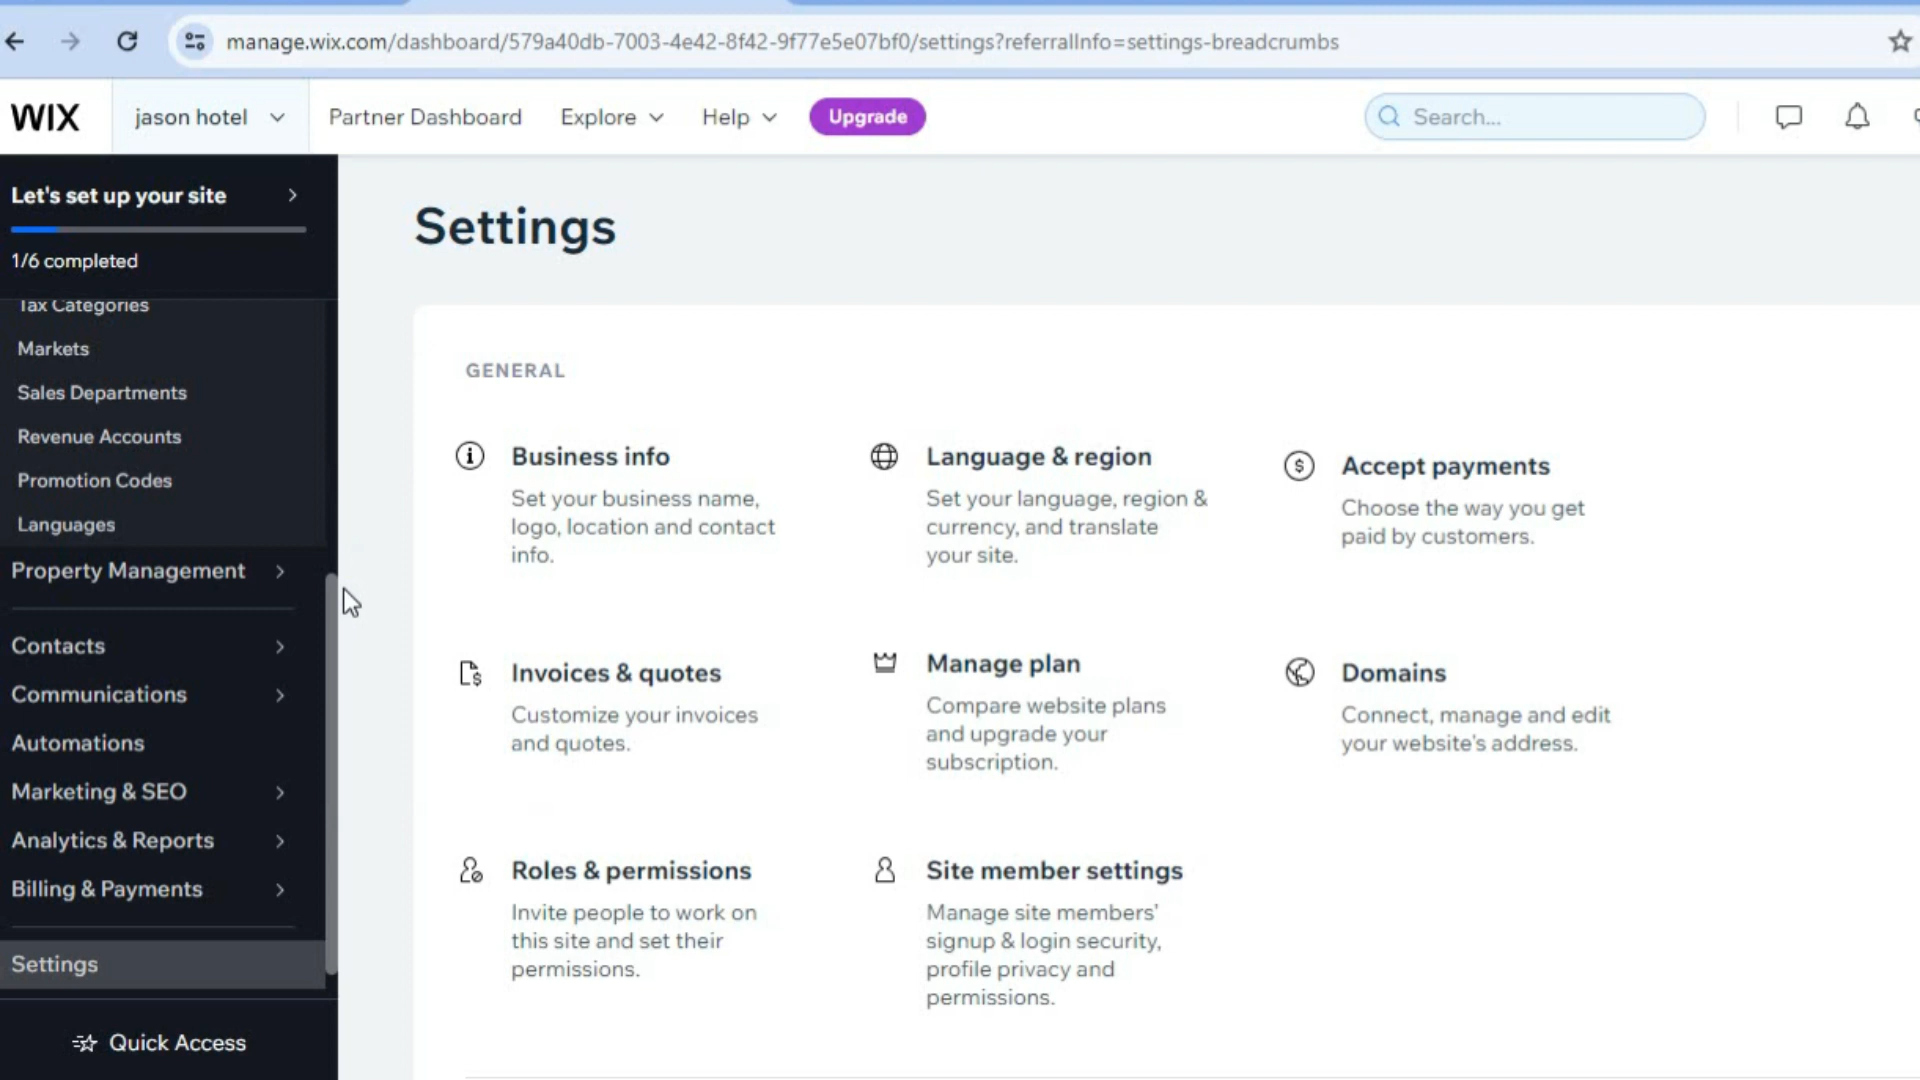 manage.wix.com/dashboard/579a40db-7003-4e42-8f42-9f77e5e07bf0/settings?referralInfo=settings-breadcrumbs
WIX
jason hotel
Partner Dashboard
Explore
Help
Upgrade
Search...
Let's set up your site
1/6 completed
Tax Categories
Markets
Sales Departments
Revenue Accounts
Promotion Codes
Languages
Property Management
Contacts
Communications
Automations
Marketing & SEO
Analytics & Reports
Billing & Payments
Settings
Quick Access
Settings
GENERAL
Business info
Set your business name,
logo, location and contact
info.
Language & region
Set your language, region &
currency, and translate
your site.
Accept payments
Choose the way you get
paid by customers.
Invoices & quotes
Customize your invoices
and quotes.
Manage plan
Compare website plans
and upgrade your
subscription.
Domains
Connect, manage and edit
your website's address.
Roles & permissions
Invite people to work on
this site and set their
permissions.
Site member settings
Manage site members'
signup & login security,
profile privacy and
permissions.